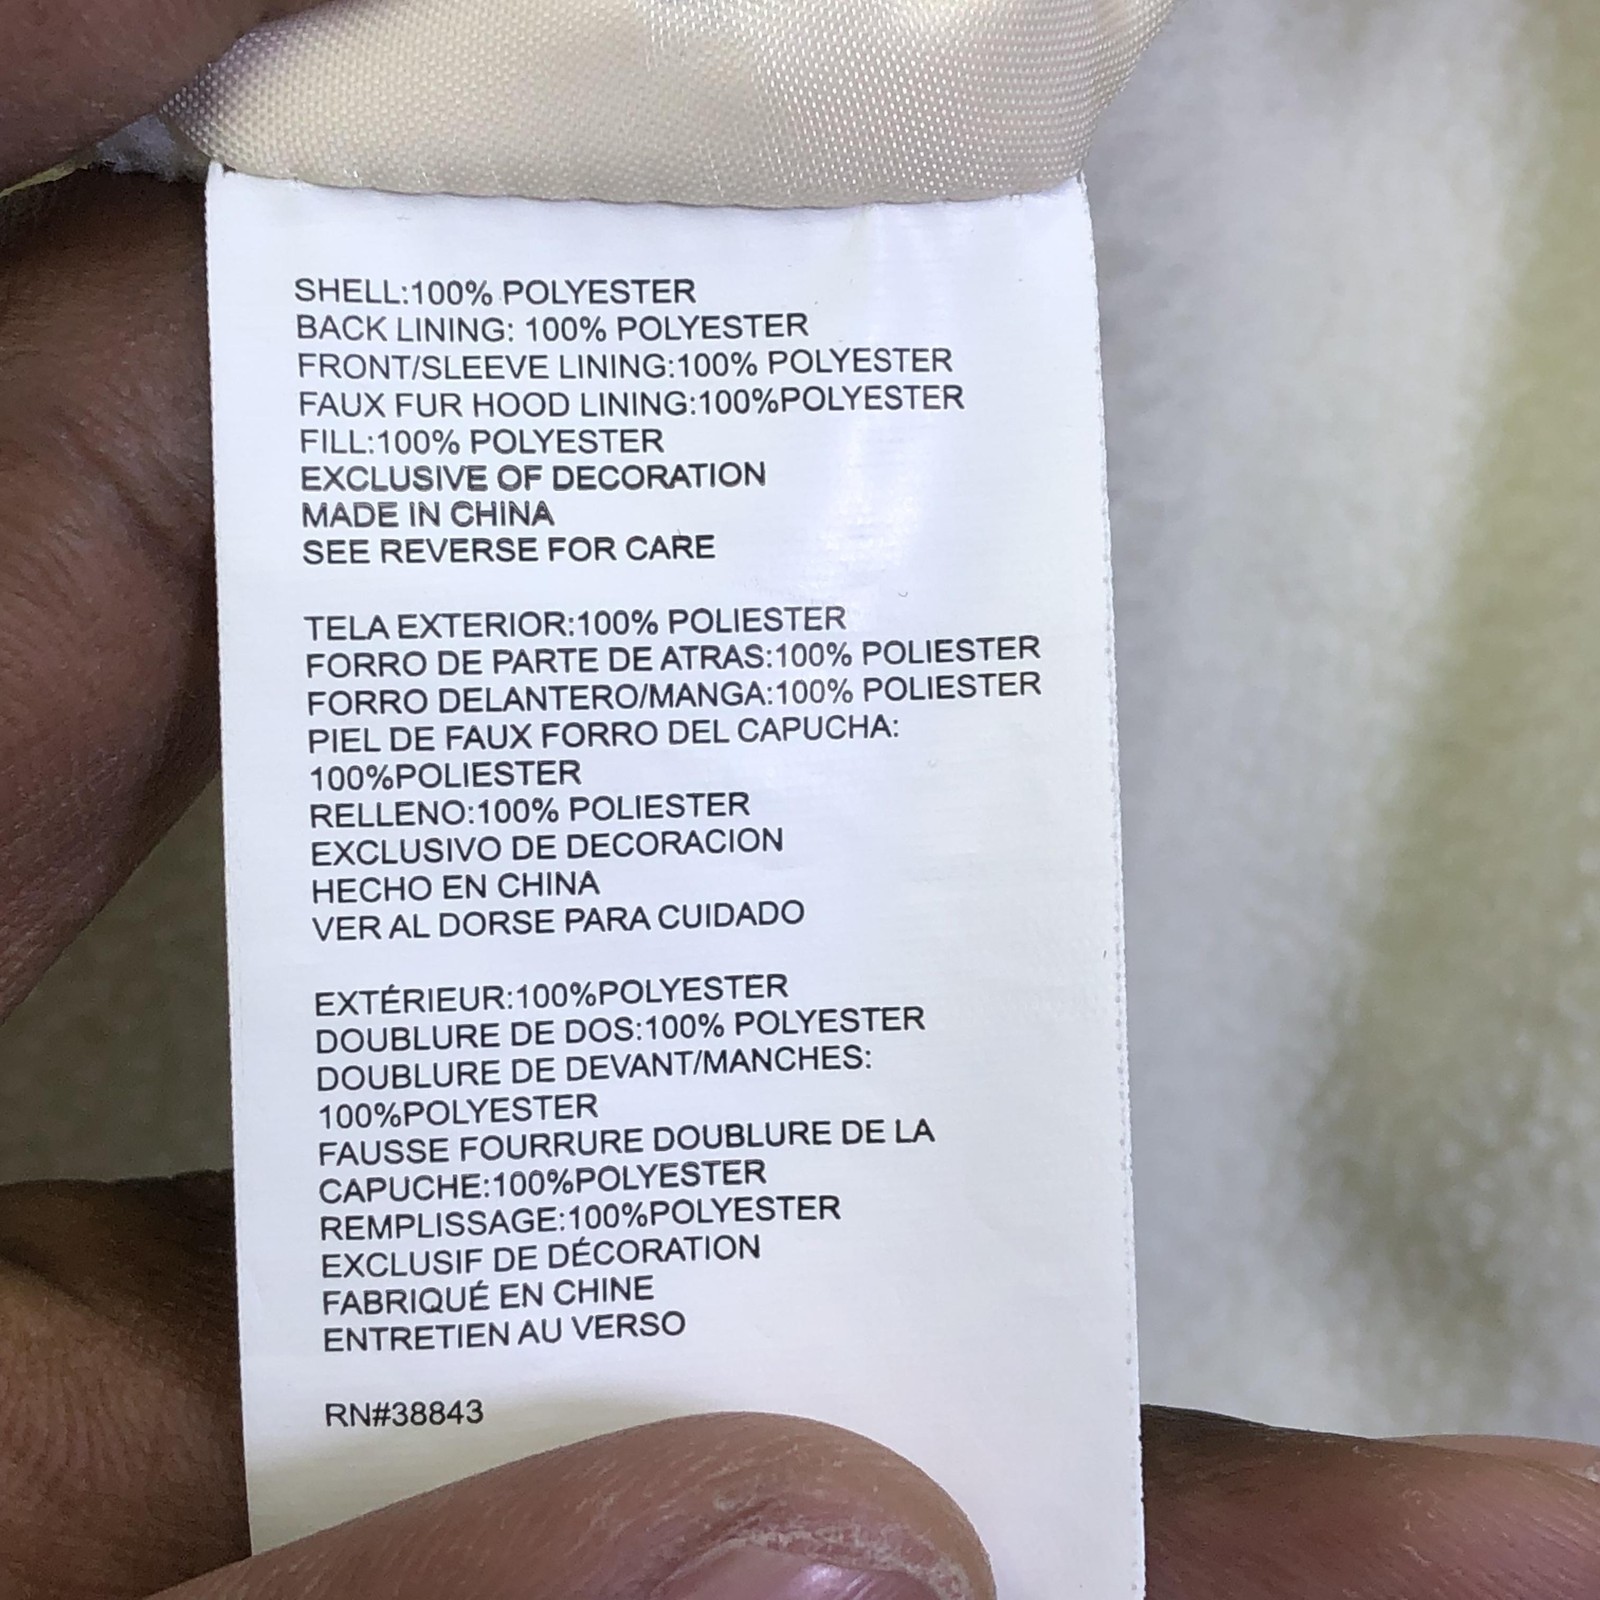 SHELL:100% POLYESTER
BACK LINING: 100% POLYESTER
FRONT/SLEEVE LINING:100% POLYESTER
FAUX FUR HOOD LINING:100%POLYESTER
FILL:100% POLYESTER
EXCLUSIVE OF DECORATION
MADE IN CHINA
SEE REVERSE FOR CARE
TELA EXTERIOR:100% POLIESTER
FORRO DE PARTE DE ATRAS:100% POLIESTER
FORRO DELANTERO/MANGA:100% POLIESTER
PIEL DE FAUX FORRO DEL CAPUCHA:
100%POLIESTER
RELLENO:100% POLIESTER
EXCLUSIVO DE DECORACION
HECHO EN CHINA
VER AL DORSE PARA CUIDADO
EXTÉRIEUR:100%POLYESTER
DOUBLURE DE DOS:100% POLYESTER
DOUBLURE DE DEVANT/MANCHES:
100%POLYESTER
FAUSSE FOURRURE DOUBLURE DE LA
CAPUCHE:100%POLYESTER
REMPLISSAGE:100%POLYESTER
EXCLUSIF DE DÉCORATION
FABRIQUÉ EN CHINE
ENTRETIEN AU VERSO
RN#38843